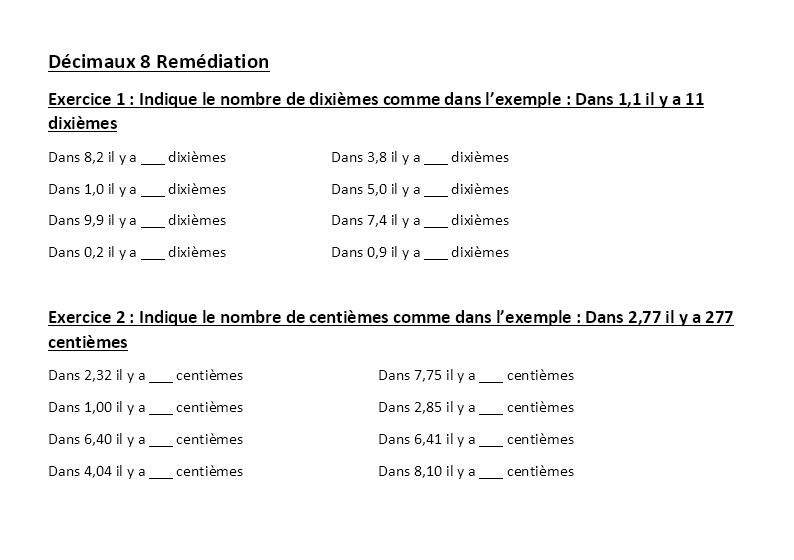 Décimaux 8 Remédiation
Exercice 1 : Indique le nombre de dixièmes comme dans l’exemple : Dans 1,1 il y a 11
dixièmes
Dans 8,2 il y a ___ dixièmes Dans 3,8 il y a ___ dixièmes
Dans 1,0 il y a ___ dixièmes Dans 5,0 il y a ___ dixièmes
Dans 9,9 il y a ___ dixièmes Dans 7,4 il y a ___ dixièmes
Dans 0,2 il y a ___ dixièmes Dans 0,9 il y a ___ dixièmes
Exercice 2 : Indique le nombre de centièmes comme dans l’exemple : Dans 2,77 il y a 277
centièmes
Dans 2,32 il y a ___ centièmes Dans 7,75 il y a ___ centièmes
Dans 1,00 il y a ___ centièmes Dans 2,85 il y a ___ centièmes
Dans 6,40 il y a ___ centièmes Dans 6,41 il y a ___ centièmes
Dans 4,04 il y a ___ centièmes Dans 8,10 il y a ___ centièmes